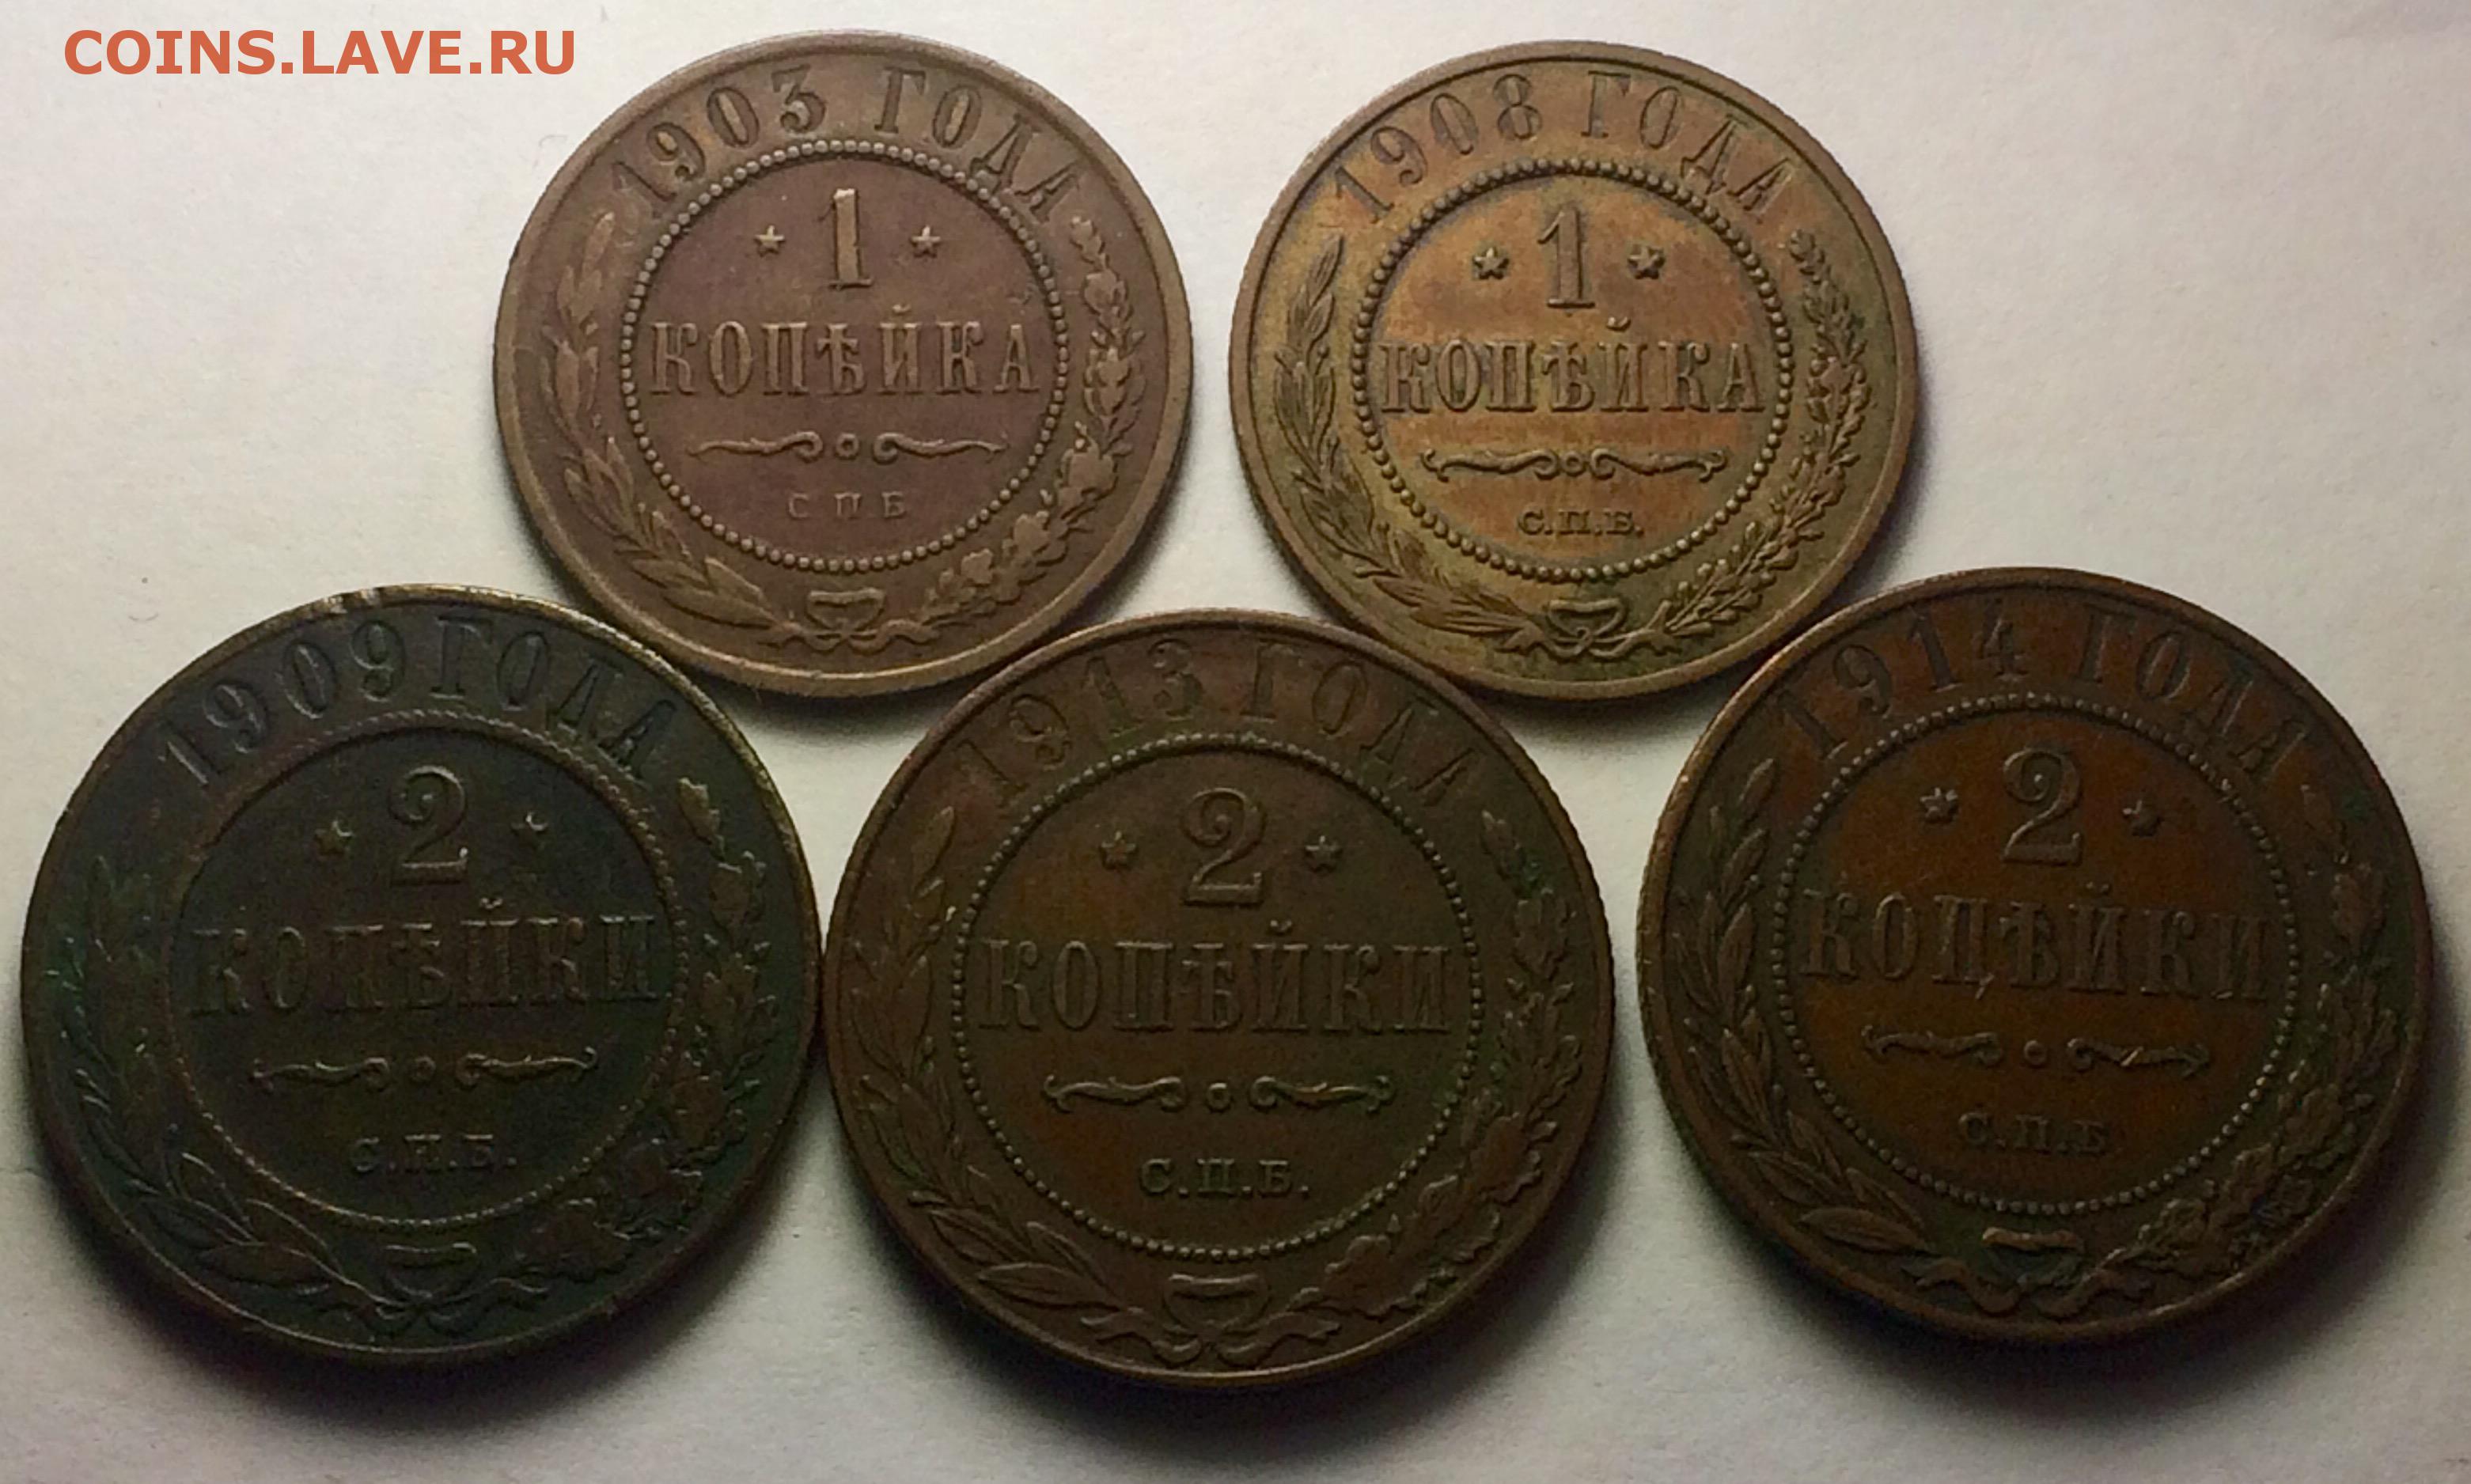 COINS.LAVE.RU
1903 ГОДА
1
КОПѢЙКА
С.П.Б.
1908 ГОДА
1
КОПѢЙКА
С.П.Б.
1909 ГОДА
2
КОПѢЙКИ
С.П.Б.
1913 ГОДА
2
КОПѢЙКИ
С.П.Б.
1914 ГОДА
2
КОПѢЙКИ
С.П.Б.